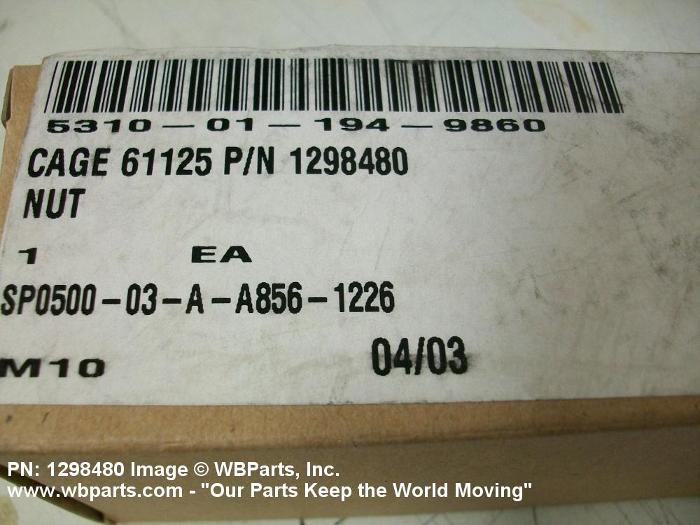 5310-01-194-9860
CAGE 61125 P/N 1298480
NUT
1 EA
SP0500-03-A-A856-1226
M10 04/03
PN: 1298480 Image © WBParts, Inc.
www.wbparts.com - "Our Parts Keep the World Moving"